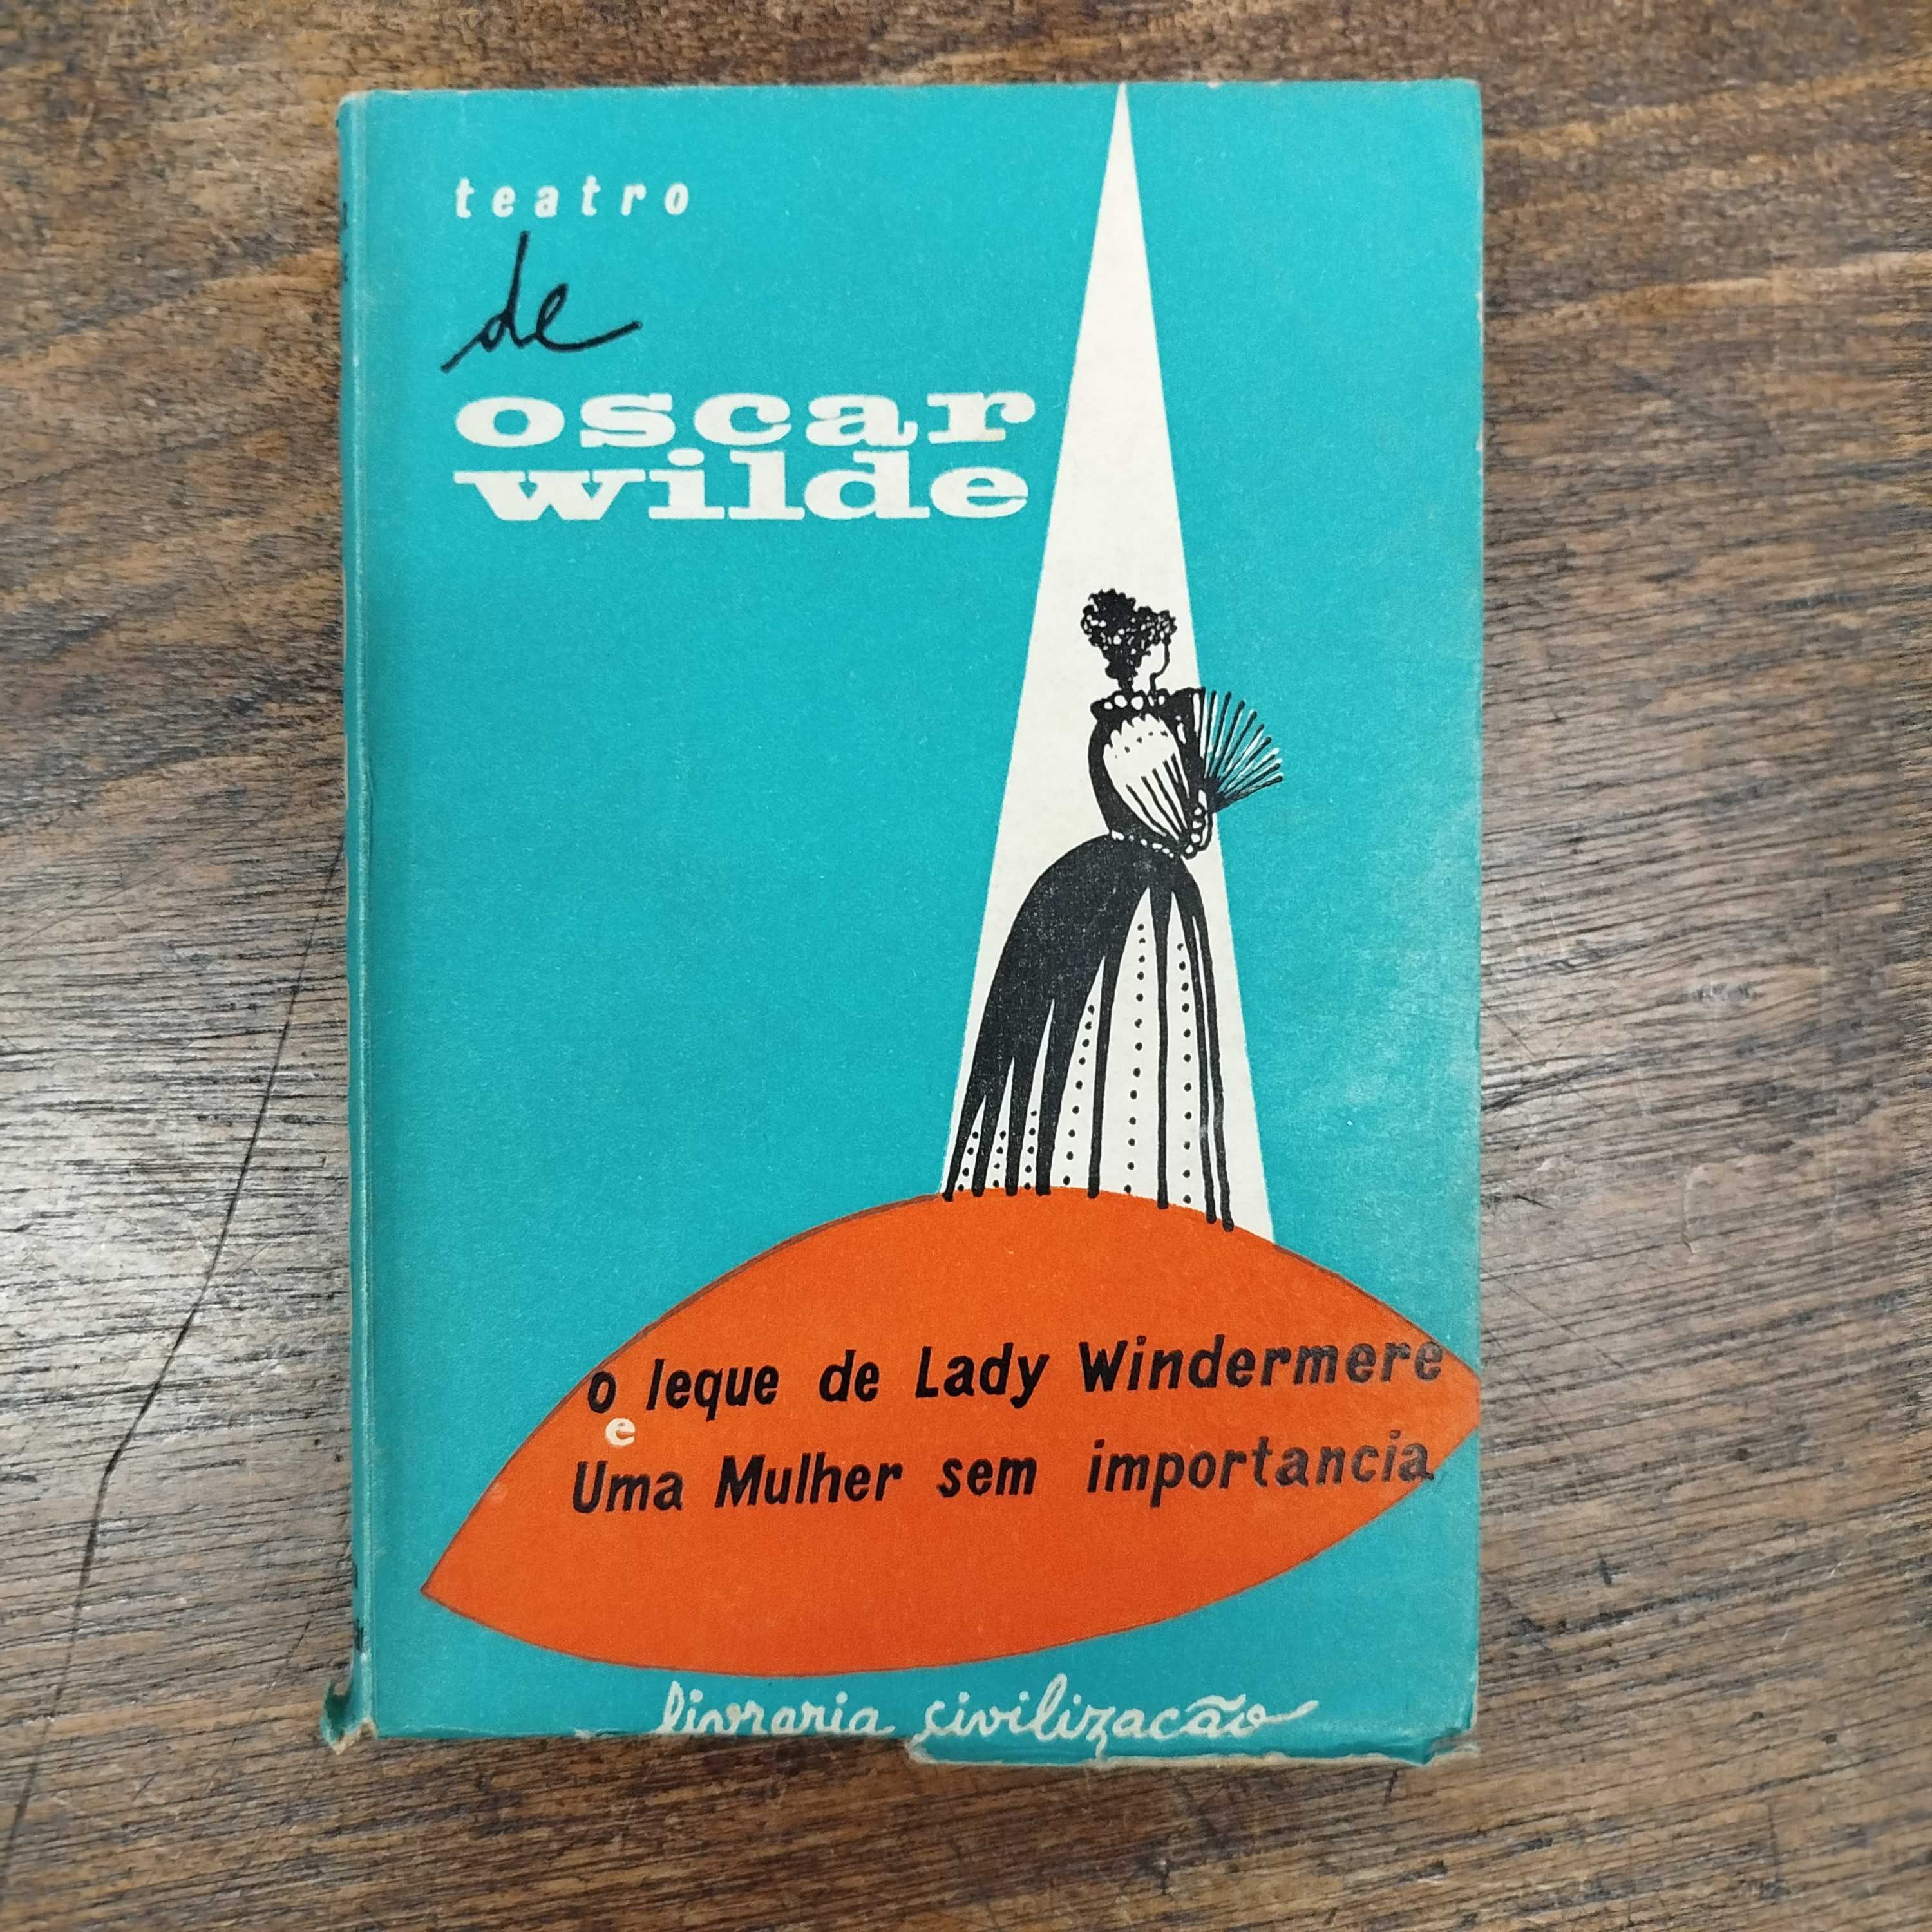 teatro
de
oscar
wilde
o leque de Lady Windermere
e
Uma Mulher sem importancia
livraria civilização